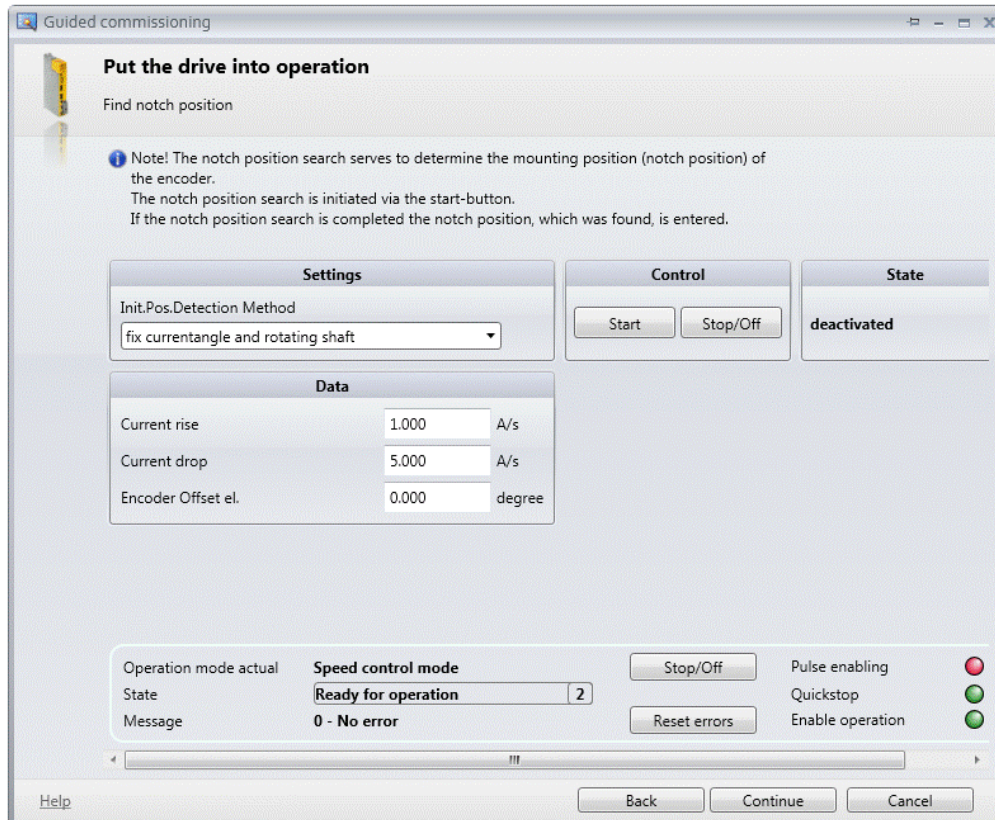 Guided commissioning
Put the drive into operation
Find notch position
Note! The notch position search serves to determine the mounting position (notch position) of
the encoder.
The notch position search is initiated via the start-button.
If the notch position search is completed the notch position, which was found, is entered.
Settings
Init.Pos.Detection Method
fix currentangle and rotating shaft
Control
Start Stop/Off
State
deactivated
Data
Current rise 1.000 A/s
Current drop 5.000 A/s
Encoder Offset el. 0.000 degree
Operation mode actual Speed control mode Stop/Off Pulse enabling
State Ready for operation 2 Quickstop
Message 0 - No error Reset errors Enable operation
Help Back Continue Cancel